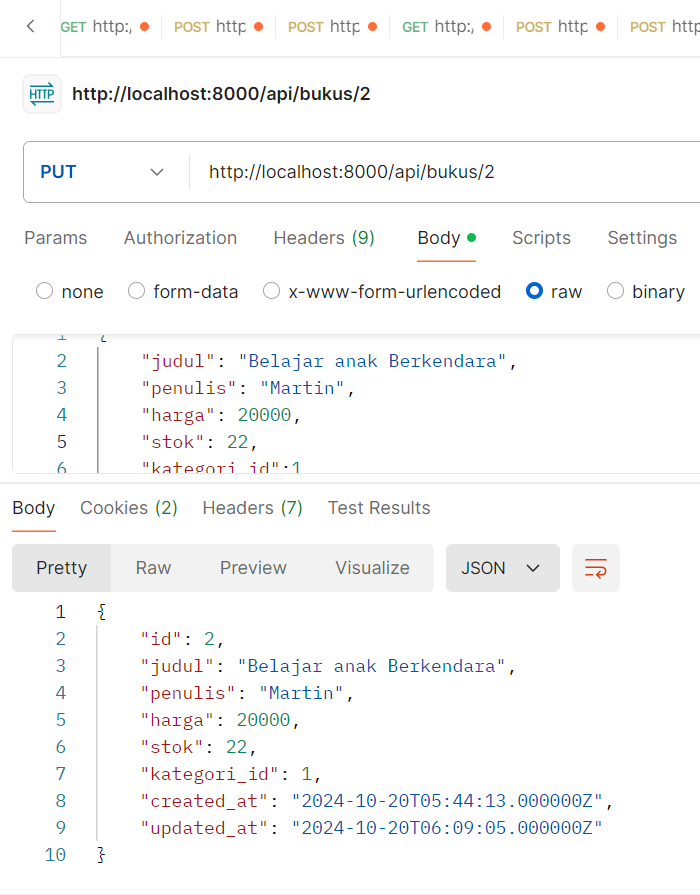 GET http:/ POST http POST http GET http:/ POST http POST http
HTTP http://localhost:8000/api/bukus/2
PUT http://localhost:8000/api/bukus/2
Params Authorization Headers (9) Body Scripts Settings
none form-data x-www-form-urlencoded raw binary
1 {
2 "judul": "Belajar anak Berkendara",
3 "penulis": "Martin",
4 "harga": 20000,
5 "stok": 22,
6 "kategori_id":1
Body Cookies (2) Headers (7) Test Results
Pretty Raw Preview Visualize JSON
1 {
2 "id": 2,
3 "judul": "Belajar anak Berkendara",
4 "penulis": "Martin",
5 "harga": 20000,
6 "stok": 22,
7 "kategori_id": 1,
8 "created_at": "2024-10-20T05:44:13.000000Z",
9 "updated_at": "2024-10-20T06:09:05.000000Z"
10 }